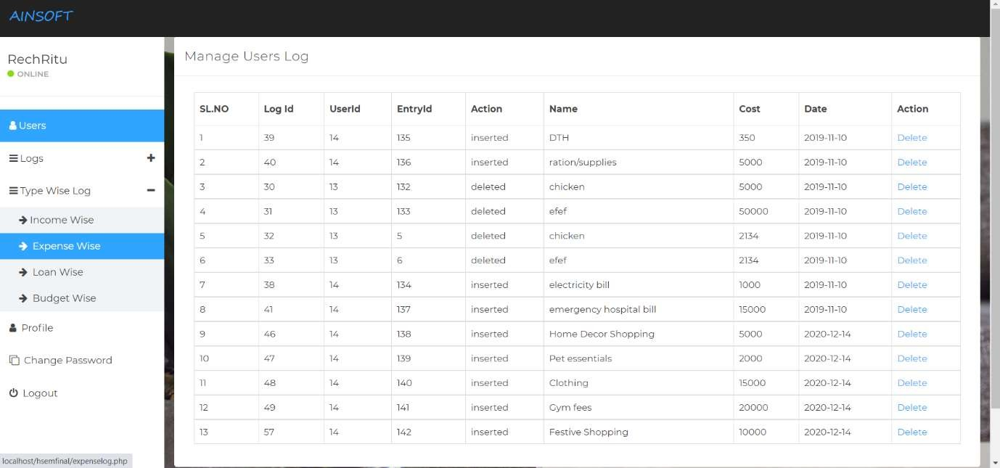 AINSOFT
RechRitu
ONLINE
Users
Logs
Type Wise Log
Income Wise
Expense Wise
Loan Wise
Budget Wise
Profile
Change Password
Logout
localhost/hsemfinal/expenselog.php
Manage Users Log
SL.NO Log Id UserId EntryId Action Name Cost Date Action
1 39 14 135 inserted DTH 350 2019-11-10 Delete
2 40 14 136 inserted ration/supplies 5000 2019-11-10 Delete
3 30 13 132 deleted chicken 5000 2019-11-10 Delete
4 31 13 133 deleted efef 50000 2019-11-10 Delete
5 32 13 5 deleted chicken 2134 2019-11-10 Delete
6 33 13 6 deleted efef 2134 2019-11-10 Delete
7 38 14 134 inserted electricity bill 1000 2019-11-10 Delete
8 41 14 137 inserted emergency hospital bill 15000 2019-11-10 Delete
9 46 14 138 inserted Home Decor Shopping 5000 2020-12-14 Delete
10 47 14 139 inserted Pet essentials 2000 2020-12-14 Delete
11 48 14 140 inserted Clothing 15000 2020-12-14 Delete
12 49 14 141 inserted Gym fees 20000 2020-12-14 Delete
13 57 14 142 inserted Festive Shopping 10000 2020-12-14 Delete